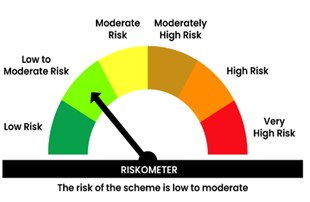 Moderate
Risk
Moderately
High Risk
Low to
Moderate Risk
High Risk
Low Risk
Very
High Risk
RISKOMETER
The risk of the scheme is low to moderate